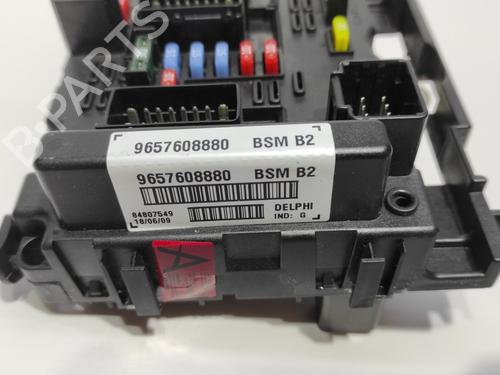 B-PARTS
9657608880 BSM B2
9657608880 BSM B2
84807549
18/06/09
DELPHI
IND: G
A